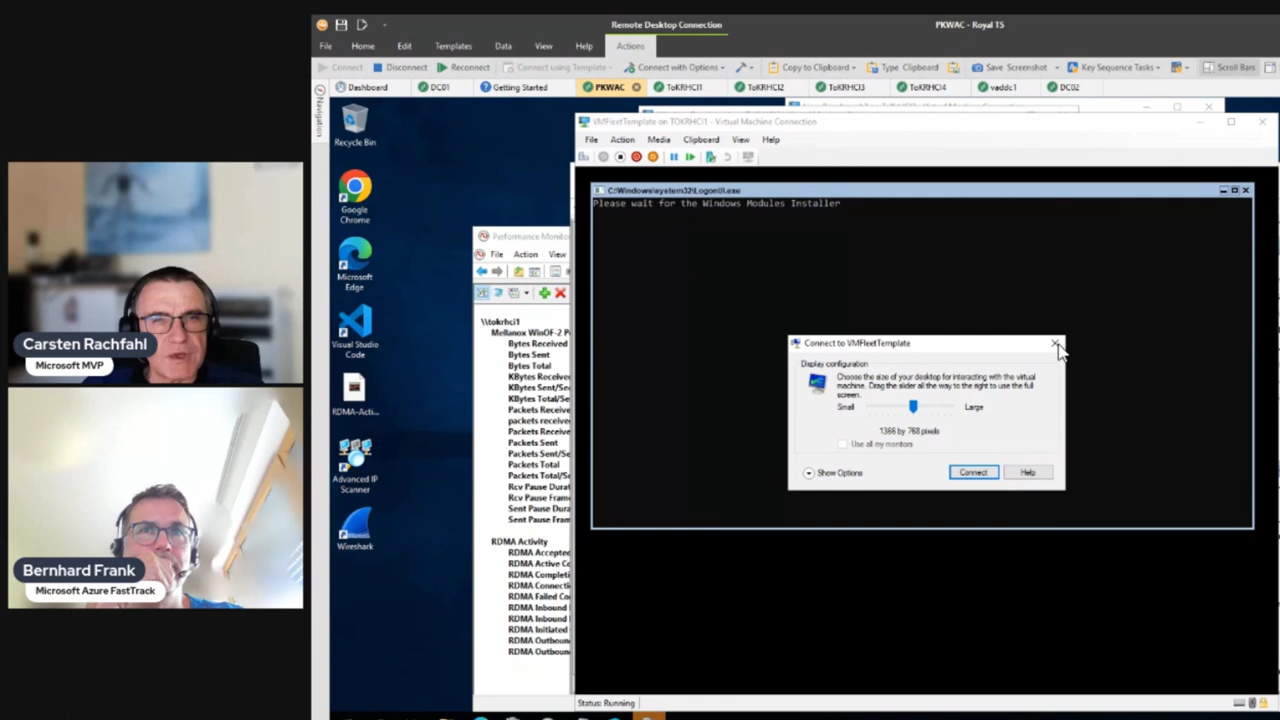 Remote Desktop Connection
PKWAC - Royal TS
File Home Edit Templates Data View Help Actions
Connect Disconnect Reconnect Connect using Template Connect with Options Copy to Clipboard Type Clipboard Save Screenshot Key Sequence Tasks Scroll Bars
Navigation
Dashboard DC01 Getting Started PKWAC ToKRHCI1 ToKRHCI2 ToKRHCI3 ToKRHCI4 vaddc1 DC02
Recycle Bin
Google Chrome
Microsoft Edge
Visual Studio Code
RDMA-Acti...
Advanced IP Scanner
Wireshark
Carsten Rachfahl
Microsoft MVP
Bernhard Frank
Microsoft Azure FastTrack
Performance Monito
File Action View
\\tokrhci1
Mellanox WinOF-2 P
Bytes Received
Bytes Sent
Bytes Total
KBytes Receive
KBytes Sent/Sec
KBytes Total/Se
Packets Receive
packets Receive
Packets Receive
Packets Sent
Packets Sent/Se
Packets Total
Packets Total/Se
Rcv Pause Durat
Rcv Pause Fram
Sent Pause Dura
Sent Pause Fra
RDMA Activity
RDMA Accepted
RDMA Active Co
RDMA Completi
RDMA Connecti
RDMA Failed Co
RDMA Inbound
RDMA Inbound
RDMA Initiated
RDMA Outboun
RDMA Outboun
VMFleetTemplate on TOKRHCI1 - Virtual Machine Connection
File Action Media Clipboard View Help
C:\Windows\system32\LogonUI.exe
Please wait for the Windows Modules Installer
Connect to VMFleetTemplate
Display configuration
Choose the size of your desktop for interacting with the virtual
machine. Drag the slider all the way to the right to use the full
screen.
Small Large
1366 by 768 pixels
Use all my monitors
Show Options Connect Help
Status: Running